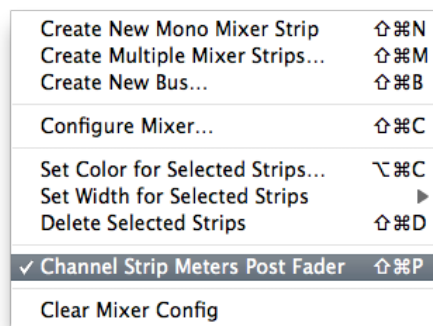 Create New Mono Mixer Strip ⇧⌘N
Create Multiple Mixer Strips... ⇧⌘M
Create New Bus... ⇧⌘B
Configure Mixer... ⇧⌘C
Set Color for Selected Strips... ⌥⌘C
Set Width for Selected Strips ▶
Delete Selected Strips ⇧⌘D
✓ Channel Strip Meters Post Fader ⇧⌘P
Clear Mixer Config